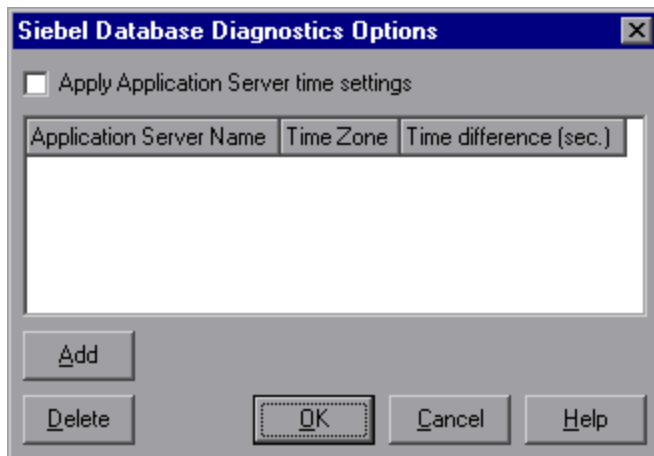 Siebel Database Diagnostics Options
Apply Application Server time settings
Application Server Name Time Zone Time difference (sec.)
Add
Delete OK Cancel Help